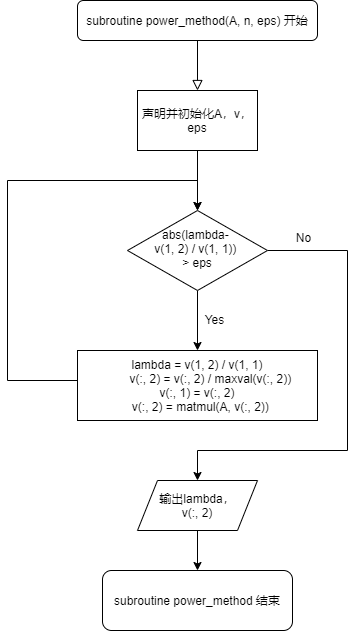 subroutine power_method(A, n, eps) 开始
声明并初始化A，v，
eps
abs(lambda-
v(1, 2) / v(1, 1))
> eps
No
Yes
lambda = v(1, 2) / v(1, 1)
v(:, 2) = v(:, 2) / maxval(v(:, 2))
v(:, 1) = v(:, 2)
v(:, 2) = matmul(A, v(:, 2))
输出lambda，
v(:, 2)
subroutine power_method 结束